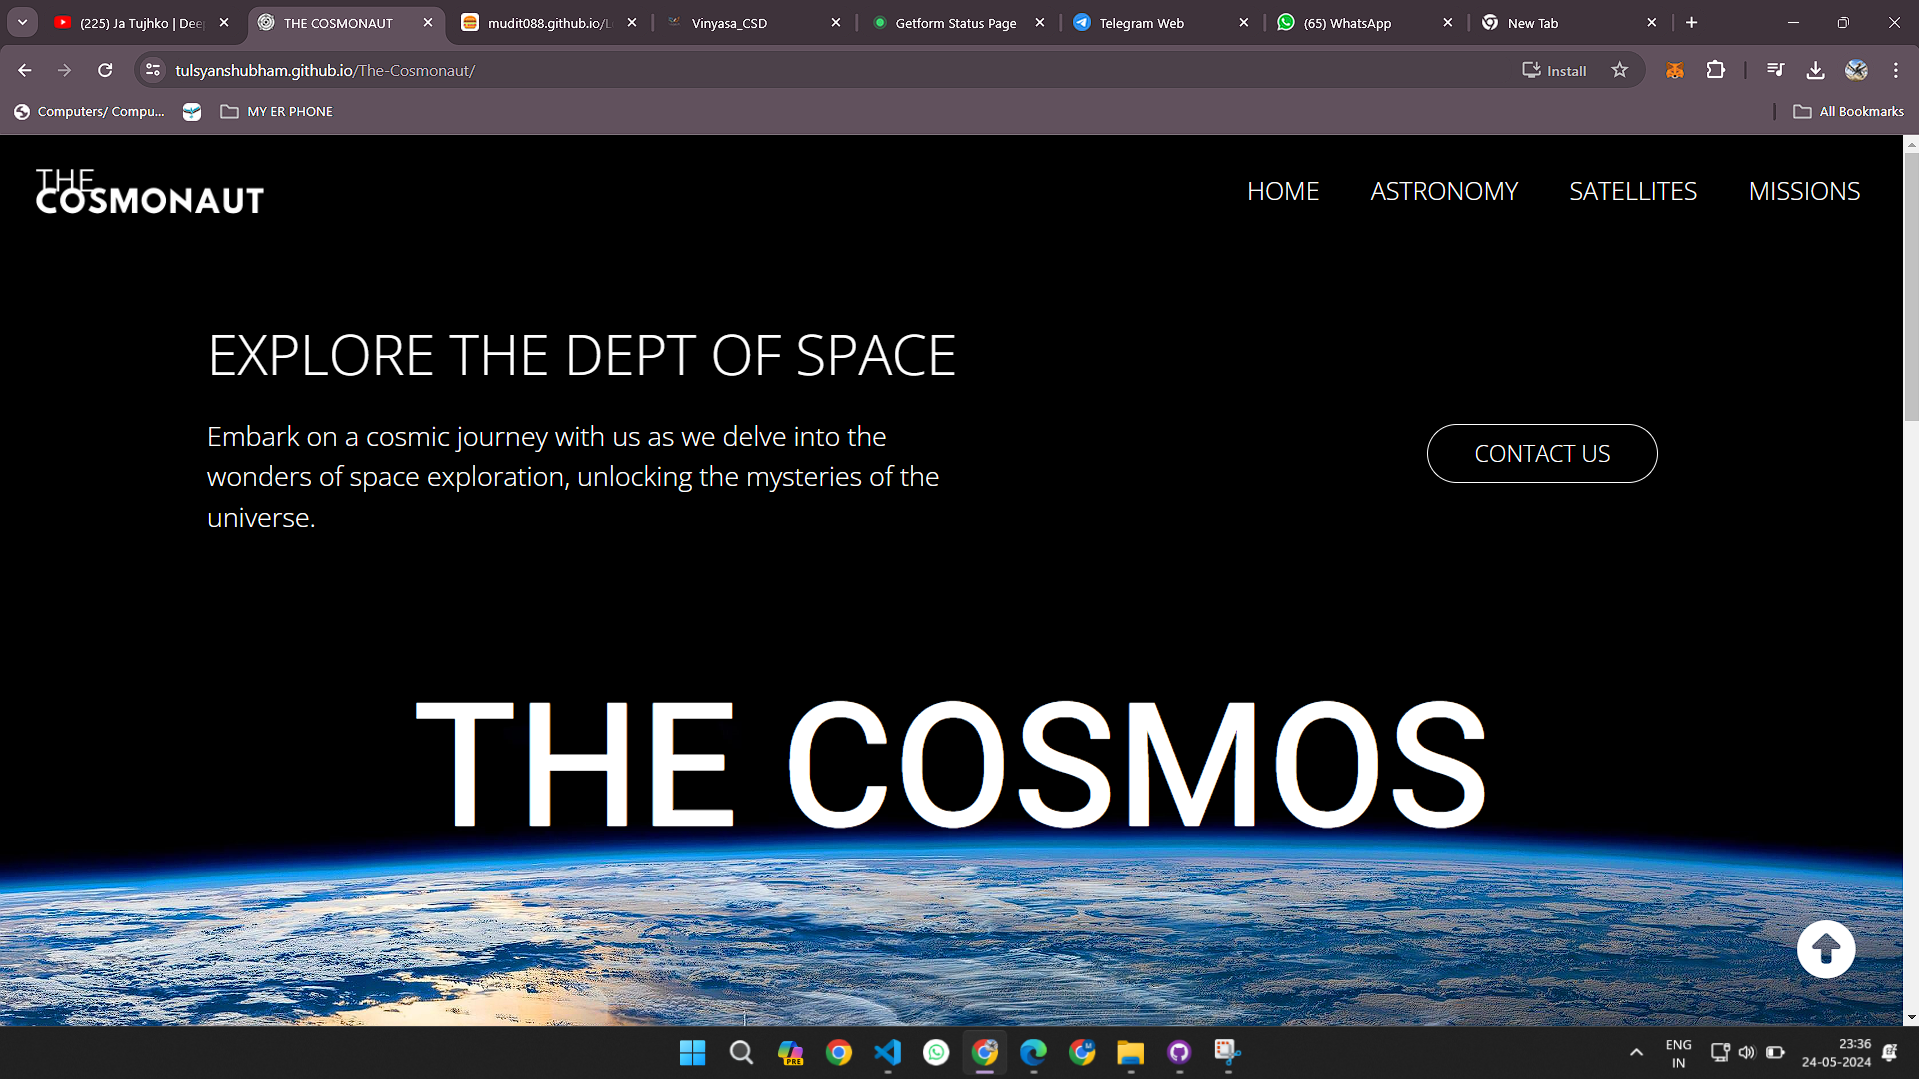 (225) Ja Tujhko | Dee
THE COSMONAUT
mudit088.github.io/L
Vinyasa_CSD
Getform Status Page
Telegram Web
(65) WhatsApp
New Tab
tulsyanshubham.github.io/The-Cosmonaut/
Install
Computers/ Compu...
MY ER PHONE
All Bookmarks
THE
COSMONAUT
HOME
ASTRONOMY
SATELLITES
MISSIONS
EXPLORE THE DEPT OF SPACE
Embark on a cosmic journey with us as we delve into the
wonders of space exploration, unlocking the mysteries of the
universe.
CONTACT US
THE COSMOS
PRE
M
ENG
IN
23:36
24-05-2024